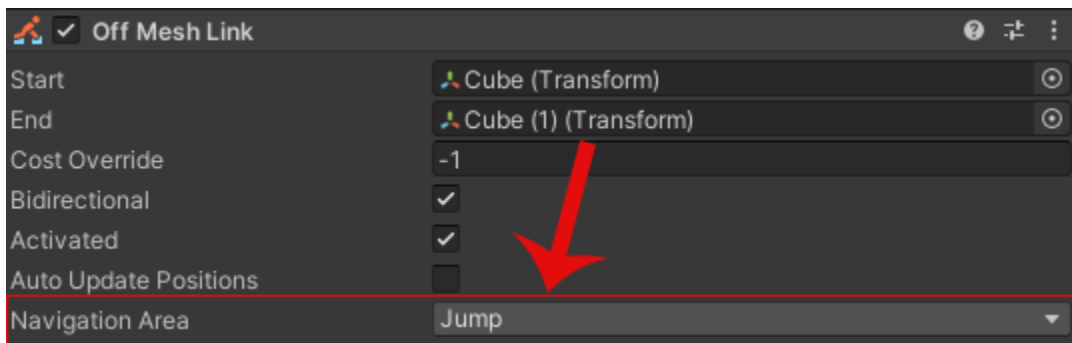 Off Mesh Link
Start Cube (Transform)
End Cube (1) (Transform)
Cost Override -1
Bidirectional
Activated
Auto Update Positions
Navigation Area Jump